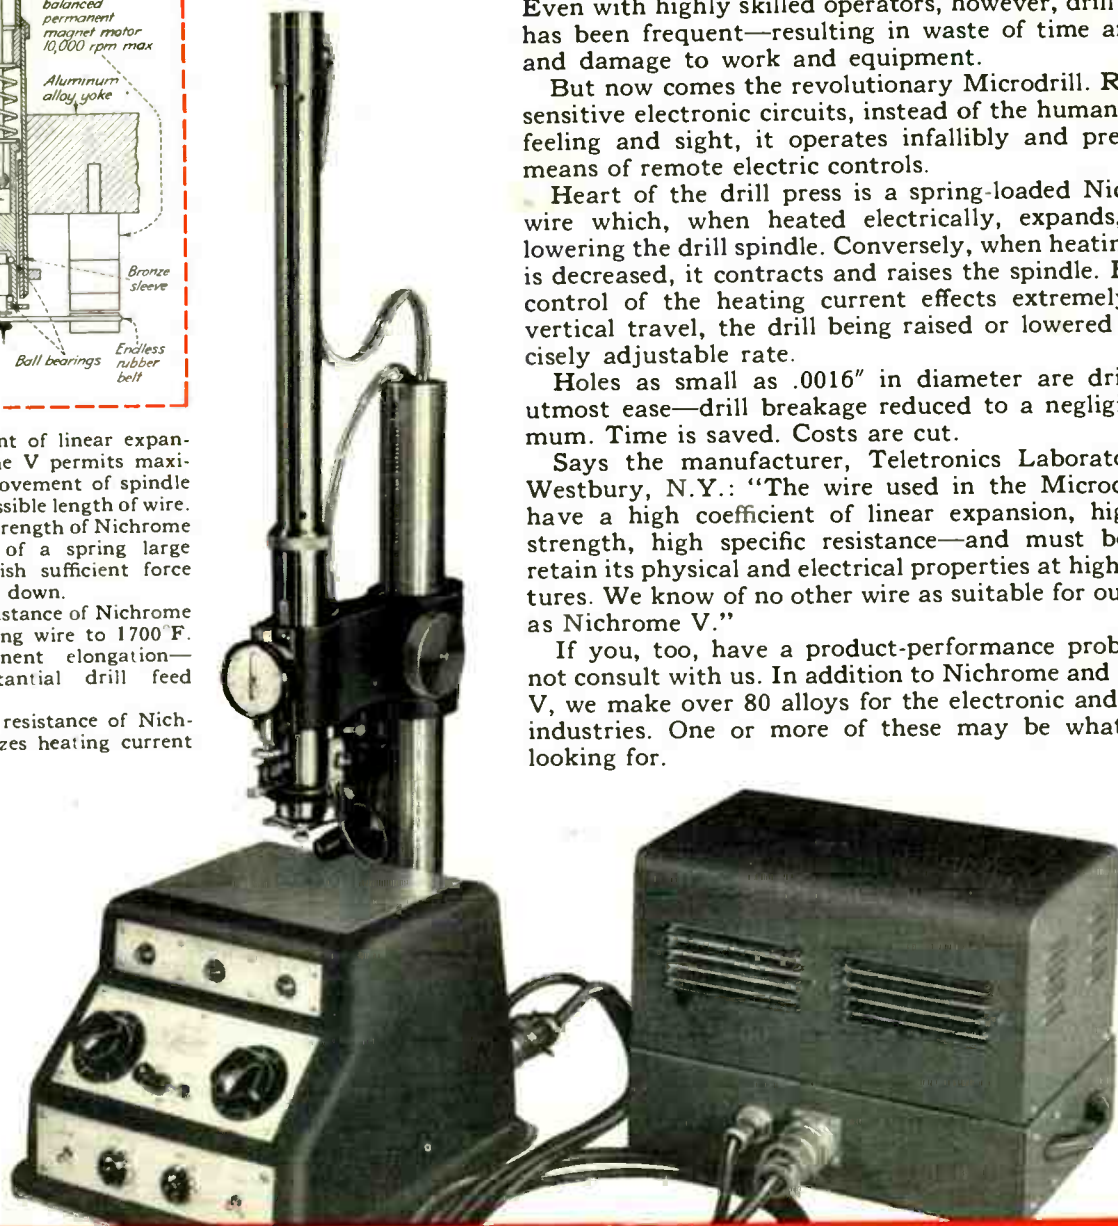 balanced
permanent
magnet motor
10,000 rpm max
Aluminum
alloy yoke
Bronze
sleeve
Ball bearings
Endless
rubber
belt
nt of linear expan-
e V permits maxi-
ovement of spindle
ssible length of wire.
trength of Nichrome
of a spring large
ish sufficient force
down.
istance of Nichrome
ng wire to 1700°F.
nent elongation—
tantial drill feed
resistance of Nich-
zes heating current
Even with highly skilled operators, however, drill
has been frequent—resulting in waste of time a
and damage to work and equipment.
But now comes the revolutionary Microdrill. R
sensitive electronic circuits, instead of the human
feeling and sight, it operates infallibly and pre
means of remote electric controls.
Heart of the drill press is a spring-loaded Nic
wire which, when heated electrically, expands,
lowering the drill spindle. Conversely, when heatin
is decreased, it contracts and raises the spindle.
control of the heating current effects extremely
vertical travel, the drill being raised or lowered
cisely adjustable rate.
Holes as small as .0016″ in diameter are dri
utmost ease—drill breakage reduced to a neglig
mum. Time is saved. Costs are cut.
Says the manufacturer, Teletronics Laborato
Westbury, N.Y.: “The wire used in the Microd
have a high coefficient of linear expansion, hig
strength, high specific resistance—and must b
retain its physical and electrical properties at high
tures. We know of no other wire as suitable for ou
as Nichrome V.”
If you, too, have a product-performance prob
not consult with us. In addition to Nichrome and
V, we make over 80 alloys for the electronic and
industries. One or more of these may be what
looking for.